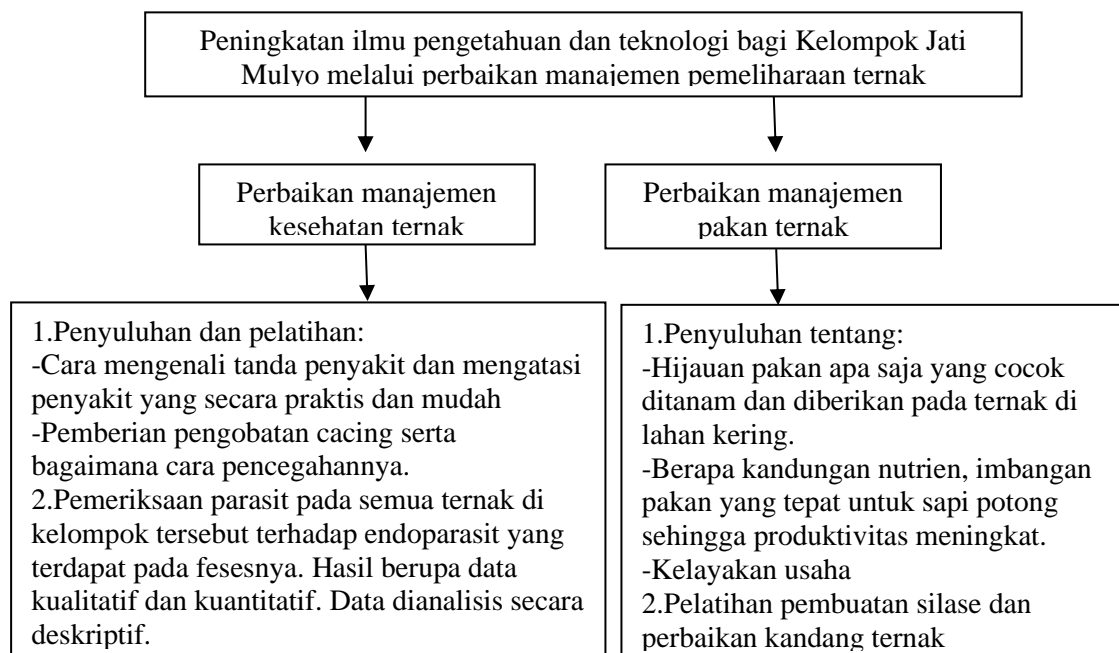 Peningkatan ilmu pengetahuan dan teknologi bagi Kelompok Jati
Mulyo melalui perbaikan manajemen pemeliharaan ternak
Perbaikan manajemen
kesehatan ternak
Perbaikan manajemen
pakan ternak
1.Penyuluhan dan pelatihan:
-Cara mengenali tanda penyakit dan mengatasi
penyakit yang secara praktis dan mudah
-Pemberian pengobatan cacing serta
bagaimana cara pencegahannya.
2.Pemeriksaan parasit pada semua ternak di
kelompok tersebut terhadap endoparasit yang
terdapat pada fesesnya. Hasil berupa data
kualitatif dan kuantitatif. Data dianalisis secara
deskriptif.
1.Penyuluhan tentang:
-Hijauan pakan apa saja yang cocok
ditanam dan diberikan pada ternak di
lahan kering.
-Berapa kandungan nutrien, imbangan
pakan yang tepat untuk sapi potong
sehingga produktivitas meningkat.
-Kelayakan usaha
2.Pelatihan pembuatan silase dan
perbaikan kandang ternak